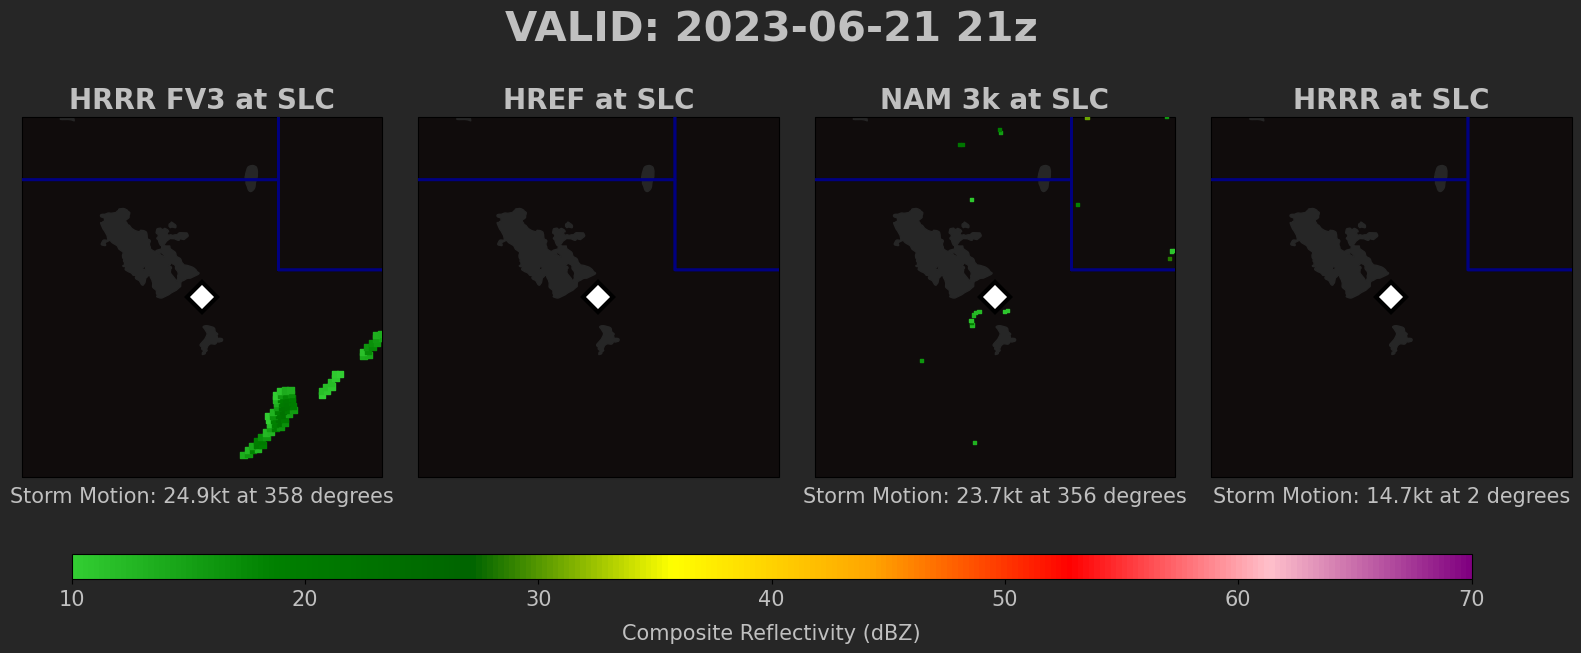 VALID: 2023-06-21 21z
HRRR FV3 at SLC
HREF at SLC
NAM 3k at SLC
HRRR at SLC
Storm Motion: 24.9kt at 358 degrees
Storm Motion: 23.7kt at 356 degrees
Storm Motion: 14.7kt at 2 degrees
10 20 30 40 50 60 70
Composite Reflectivity (dBZ)